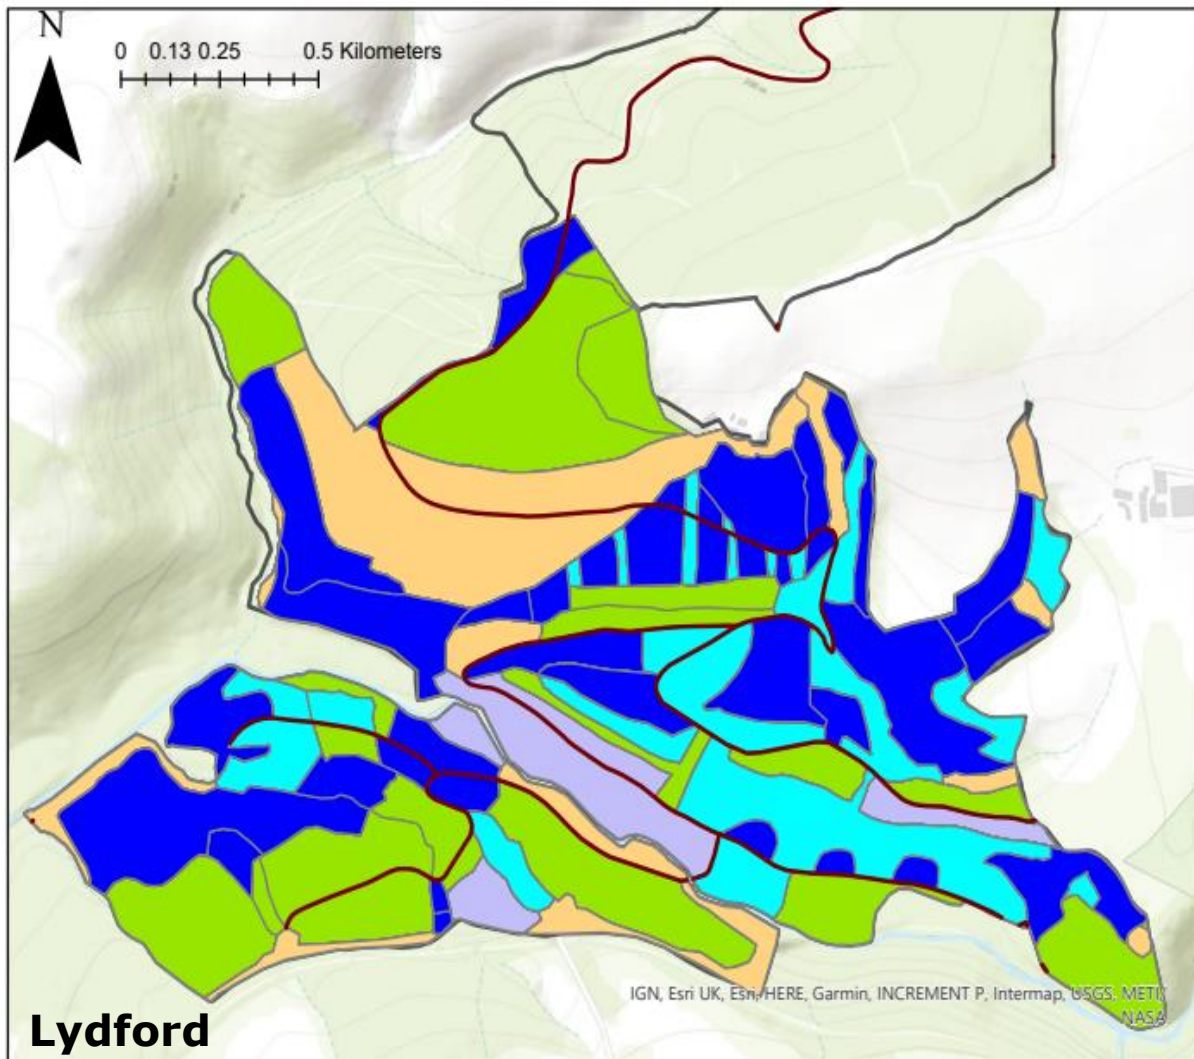 N
0 0.13 0.25 0.5 Kilometers
IGN, Esri UK, Esri, HERE, Garmin, INCREMENT P, Intermap, USGS, METI/
NASA
Lydford